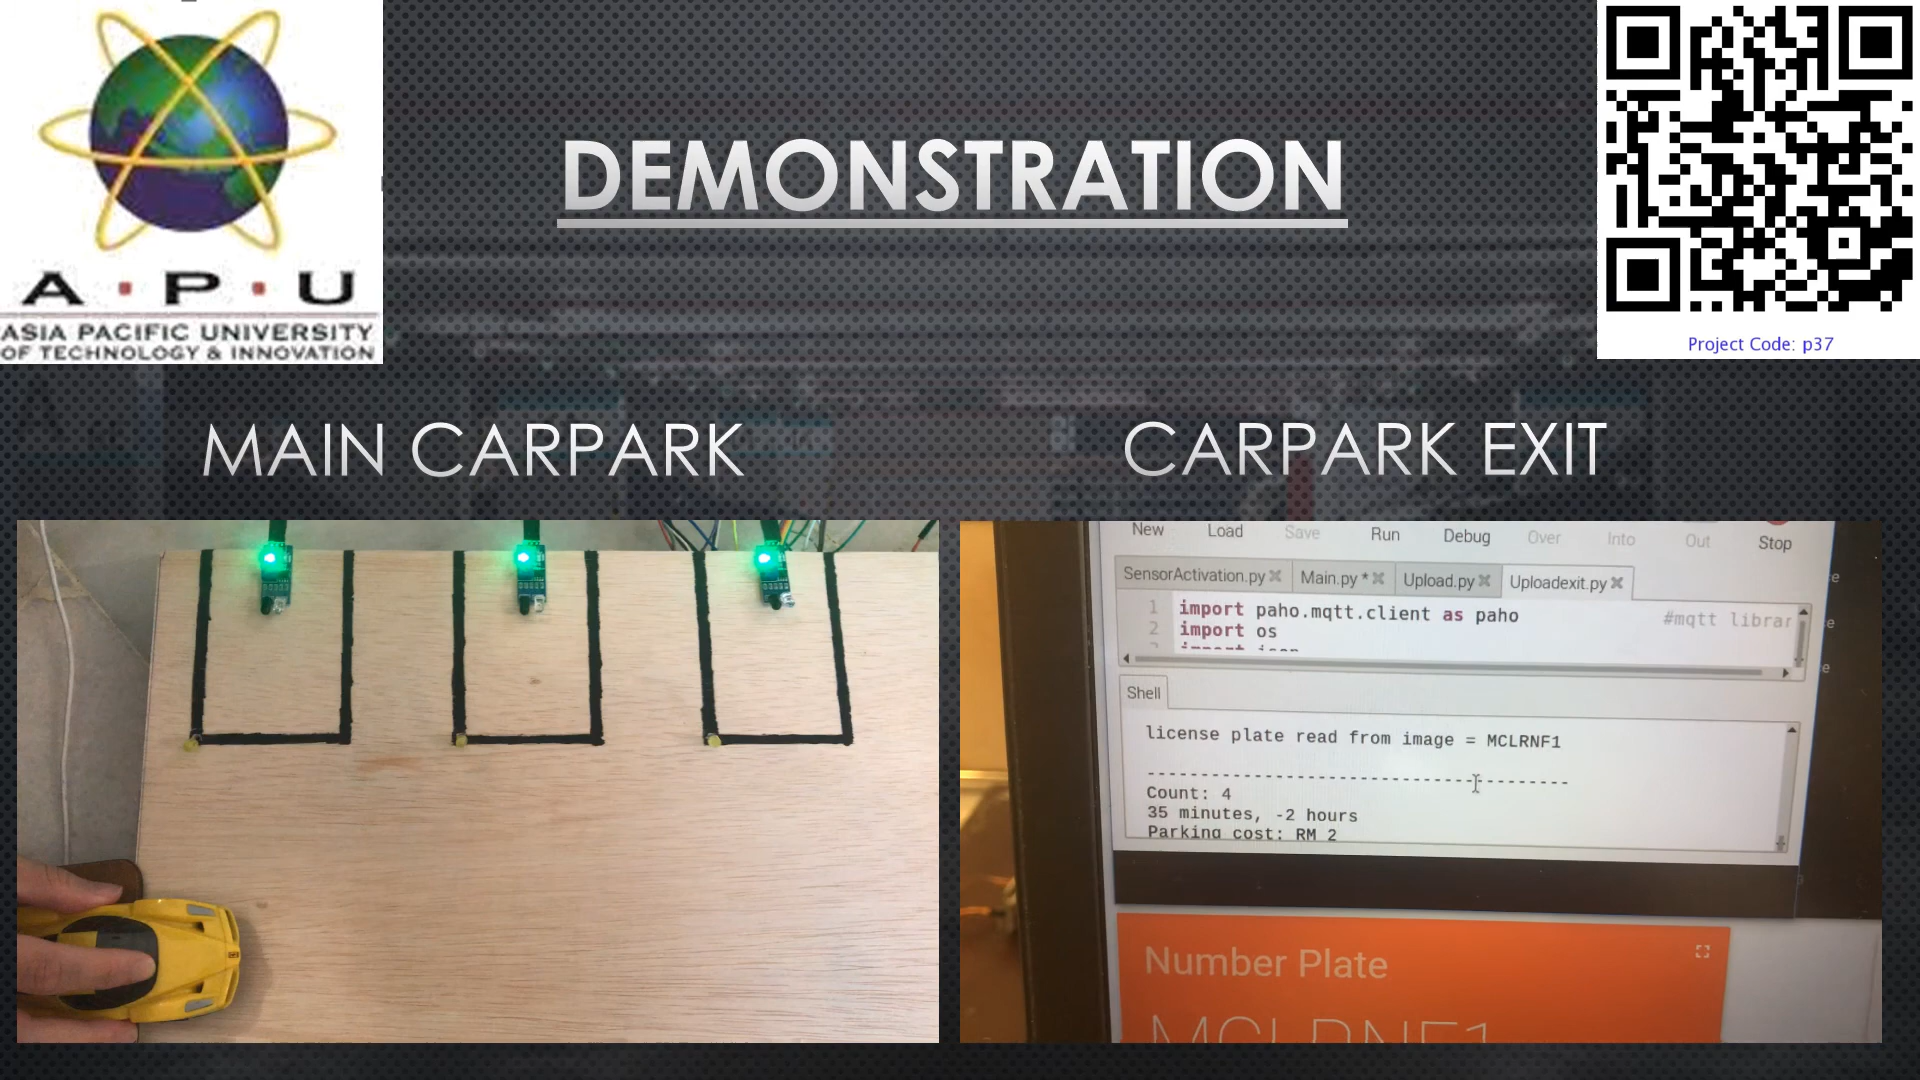 A · P · U
ASIA PACIFIC UNIVERSITY
OF TECHNOLOGY & INNOVATION
DEMONSTRATION
Project Code: p37
MAIN CARPARK
CARPARK EXIT
New Load Save Run Debug Over Into Out Stop
SensorActivation.py Main.py * Upload.py Uploadexit.py
1 import paho.mqtt.client as paho #mqtt librar
2 import os
import json
Shell
license plate read from image = MCLRNF1
----------------------------------------
Count: 4
35 minutes, -2 hours
Parking cost: RM 2
Number Plate
MCLRNF1